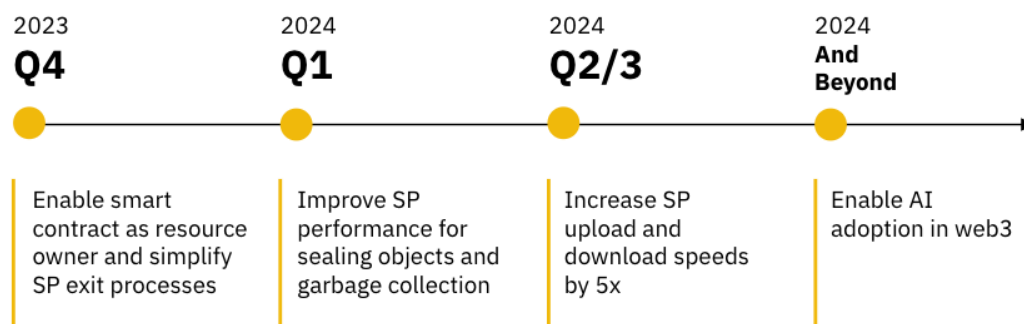 2023
Q4
Enable smart
contract as resource
owner and simplify
SP exit processes
2024
Q1
Improve SP
performance for
sealing objects and
garbage collection
2024
Q2/3
Increase SP
upload and
download speeds
by 5x
2024
And
Beyond
Enable AI
adoption in web3